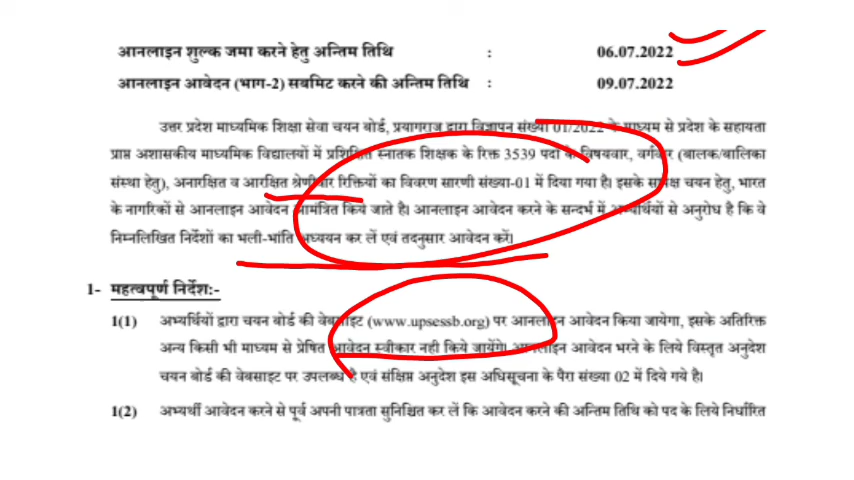 आनलाइन शुल्क जमा करने हेतु अन्तिम तिथि : 06.07.2022
आनलाइन आवेदन (भाग-2) सबमिट करने की अन्तिम तिथि : 09.07.2022
उत्तर प्रदेश माध्यमिक शिक्षा सेवा चयन बोर्ड, प्रयागराज द्वारा विज्ञापन संख्या 01/2022 के माध्यम से प्रदेश के सहायता
प्राप्त अशासकीय माध्यमिक विद्यालयों में प्रशिक्षित स्नातक शिक्षक के रिक्त 3539 पदों के विषयवार, वर्गवार (बालक/बालिका
संस्था हेतु), अनारक्षित व आरक्षित श्रेणीवार रिक्तियों का विवरण सारणी संख्या-01 में दिया गया है। इसके सापेक्ष चयन हेतु, भारत
के नागरिकों से आनलाइन आवेदन आमंत्रित किये जाते है। आनलाइन आवेदन करने के सन्दर्भ में अभ्यर्थियों से अनुरोध है कि वे
निम्नलिखित निर्देशों का भली-भांति अध्ययन कर लें एवं तदनुसार आवेदन करें।
1- महत्वपूर्ण निर्देश:-
1(1) अभ्यर्थियों द्वारा चयन बोर्ड की वेबसाइट (www.upsessb.org) पर आनलाइन आवेदन किया जायेगा, इसके अतिरिक्त
अन्य किसी भी माध्यम से प्रेषित आवेदन स्वीकार नही किये जायेंगे। आनलाइन आवेदन भरने के लिये विस्तृत अनुदेश
चयन बोर्ड की वेबसाइट पर उपलब्ध है एवं संक्षिप्त अनुदेश इस अधिसूचना के पैरा संख्या 02 में दिये गये है।
1(2) अभ्यर्थी आवेदन करने से पूर्व अपनी पात्रता सुनिश्चित कर लें कि आवेदन करने की अन्तिम तिथि को पद के लिये निर्धारित